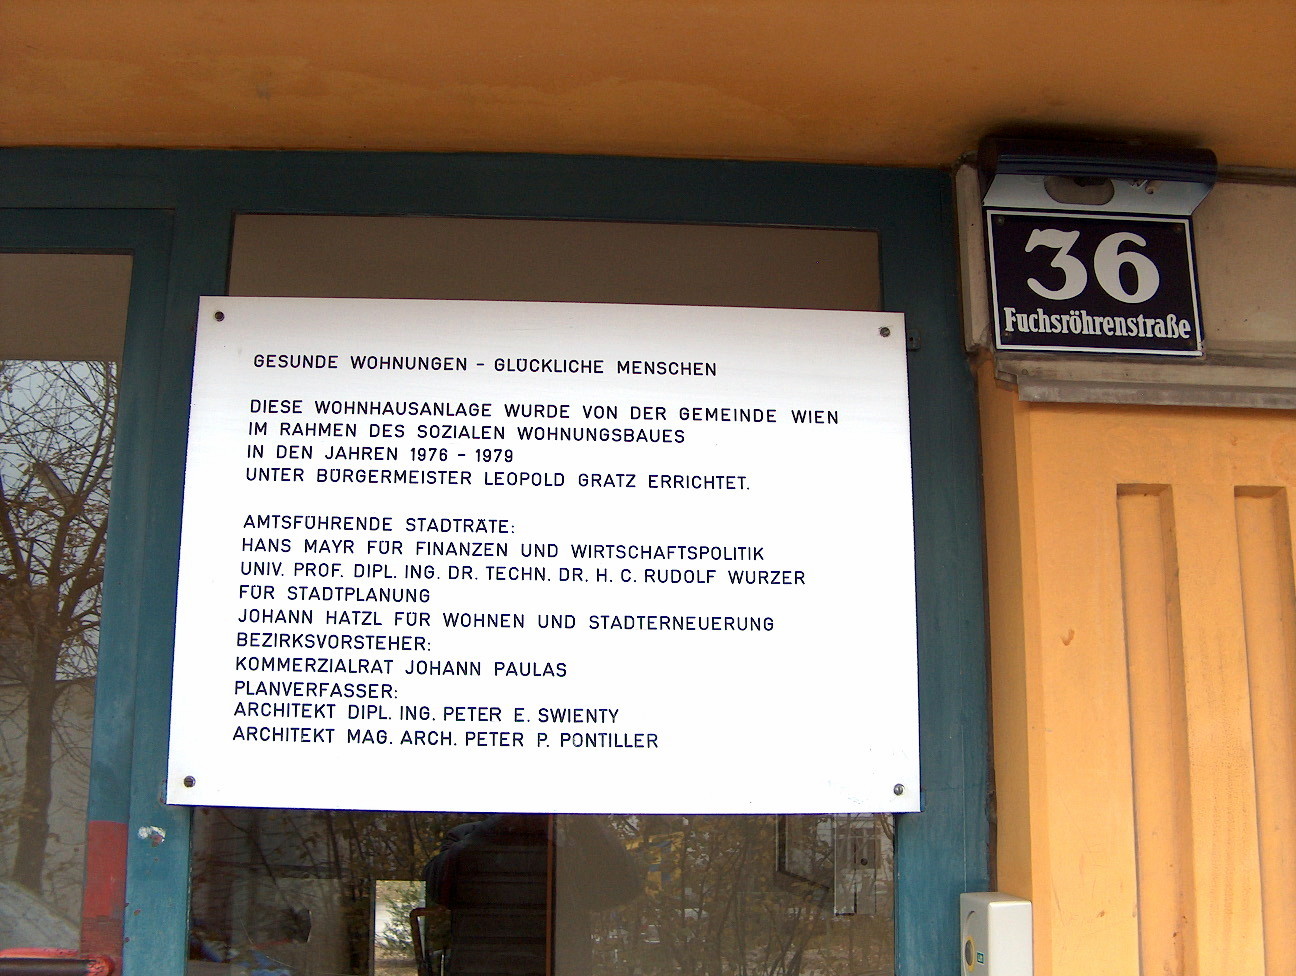 GESUNDE WOHNUNGEN - GLÜCKLICHE MENSCHEN
DIESE WOHNHAUSANLAGE WURDE VON DER GEMEINDE WIEN
IM RAHMEN DES SOZIALEN WOHNUNGSBAUES
IN DEN JAHREN 1976 - 1979
UNTER BÜRGERMEISTER LEOPOLD GRATZ ERRICHTET.
AMTSFÜHRENDE STADTRÄTE:
HANS MAYR FÜR FINANZEN UND WIRTSCHAFTSPOLITIK
UNIV. PROF. DIPL. ING. DR. TECHN. DR. H. C. RUDOLF WURZER
FÜR STADTPLANUNG
JOHANN HATZL FÜR WOHNEN UND STADTERNEUERUNG
BEZIRKSVORSTEHER:
KOMMERZIALRAT JOHANN PAULAS
PLANVERFASSER:
ARCHITEKT DIPL. ING. PETER E. SWIENTY
ARCHITEKT MAG. ARCH. PETER P. PONTILLER
36
Fuchsröhrenstraße